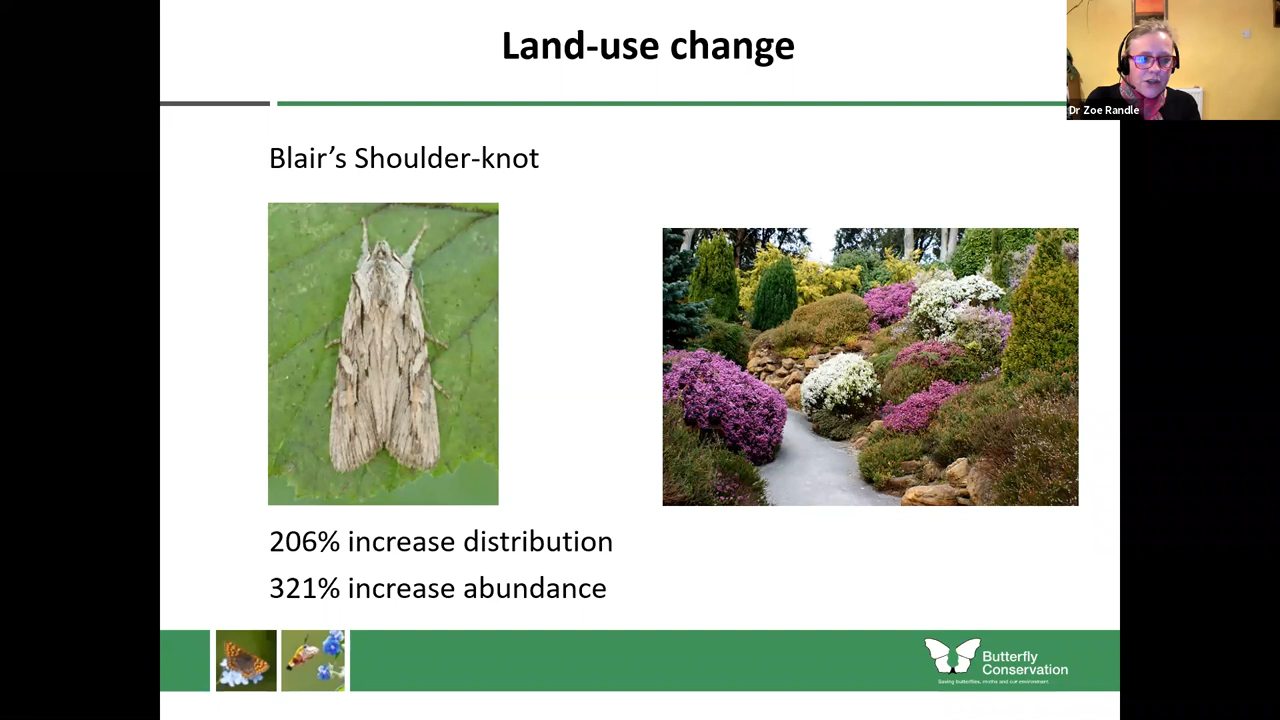 Land-use change
Dr Zoe Randle
Blair’s Shoulder-knot
206% increase distribution
321% increase abundance
Butterfly
Conservation
Saving butterflies, moths and our environment